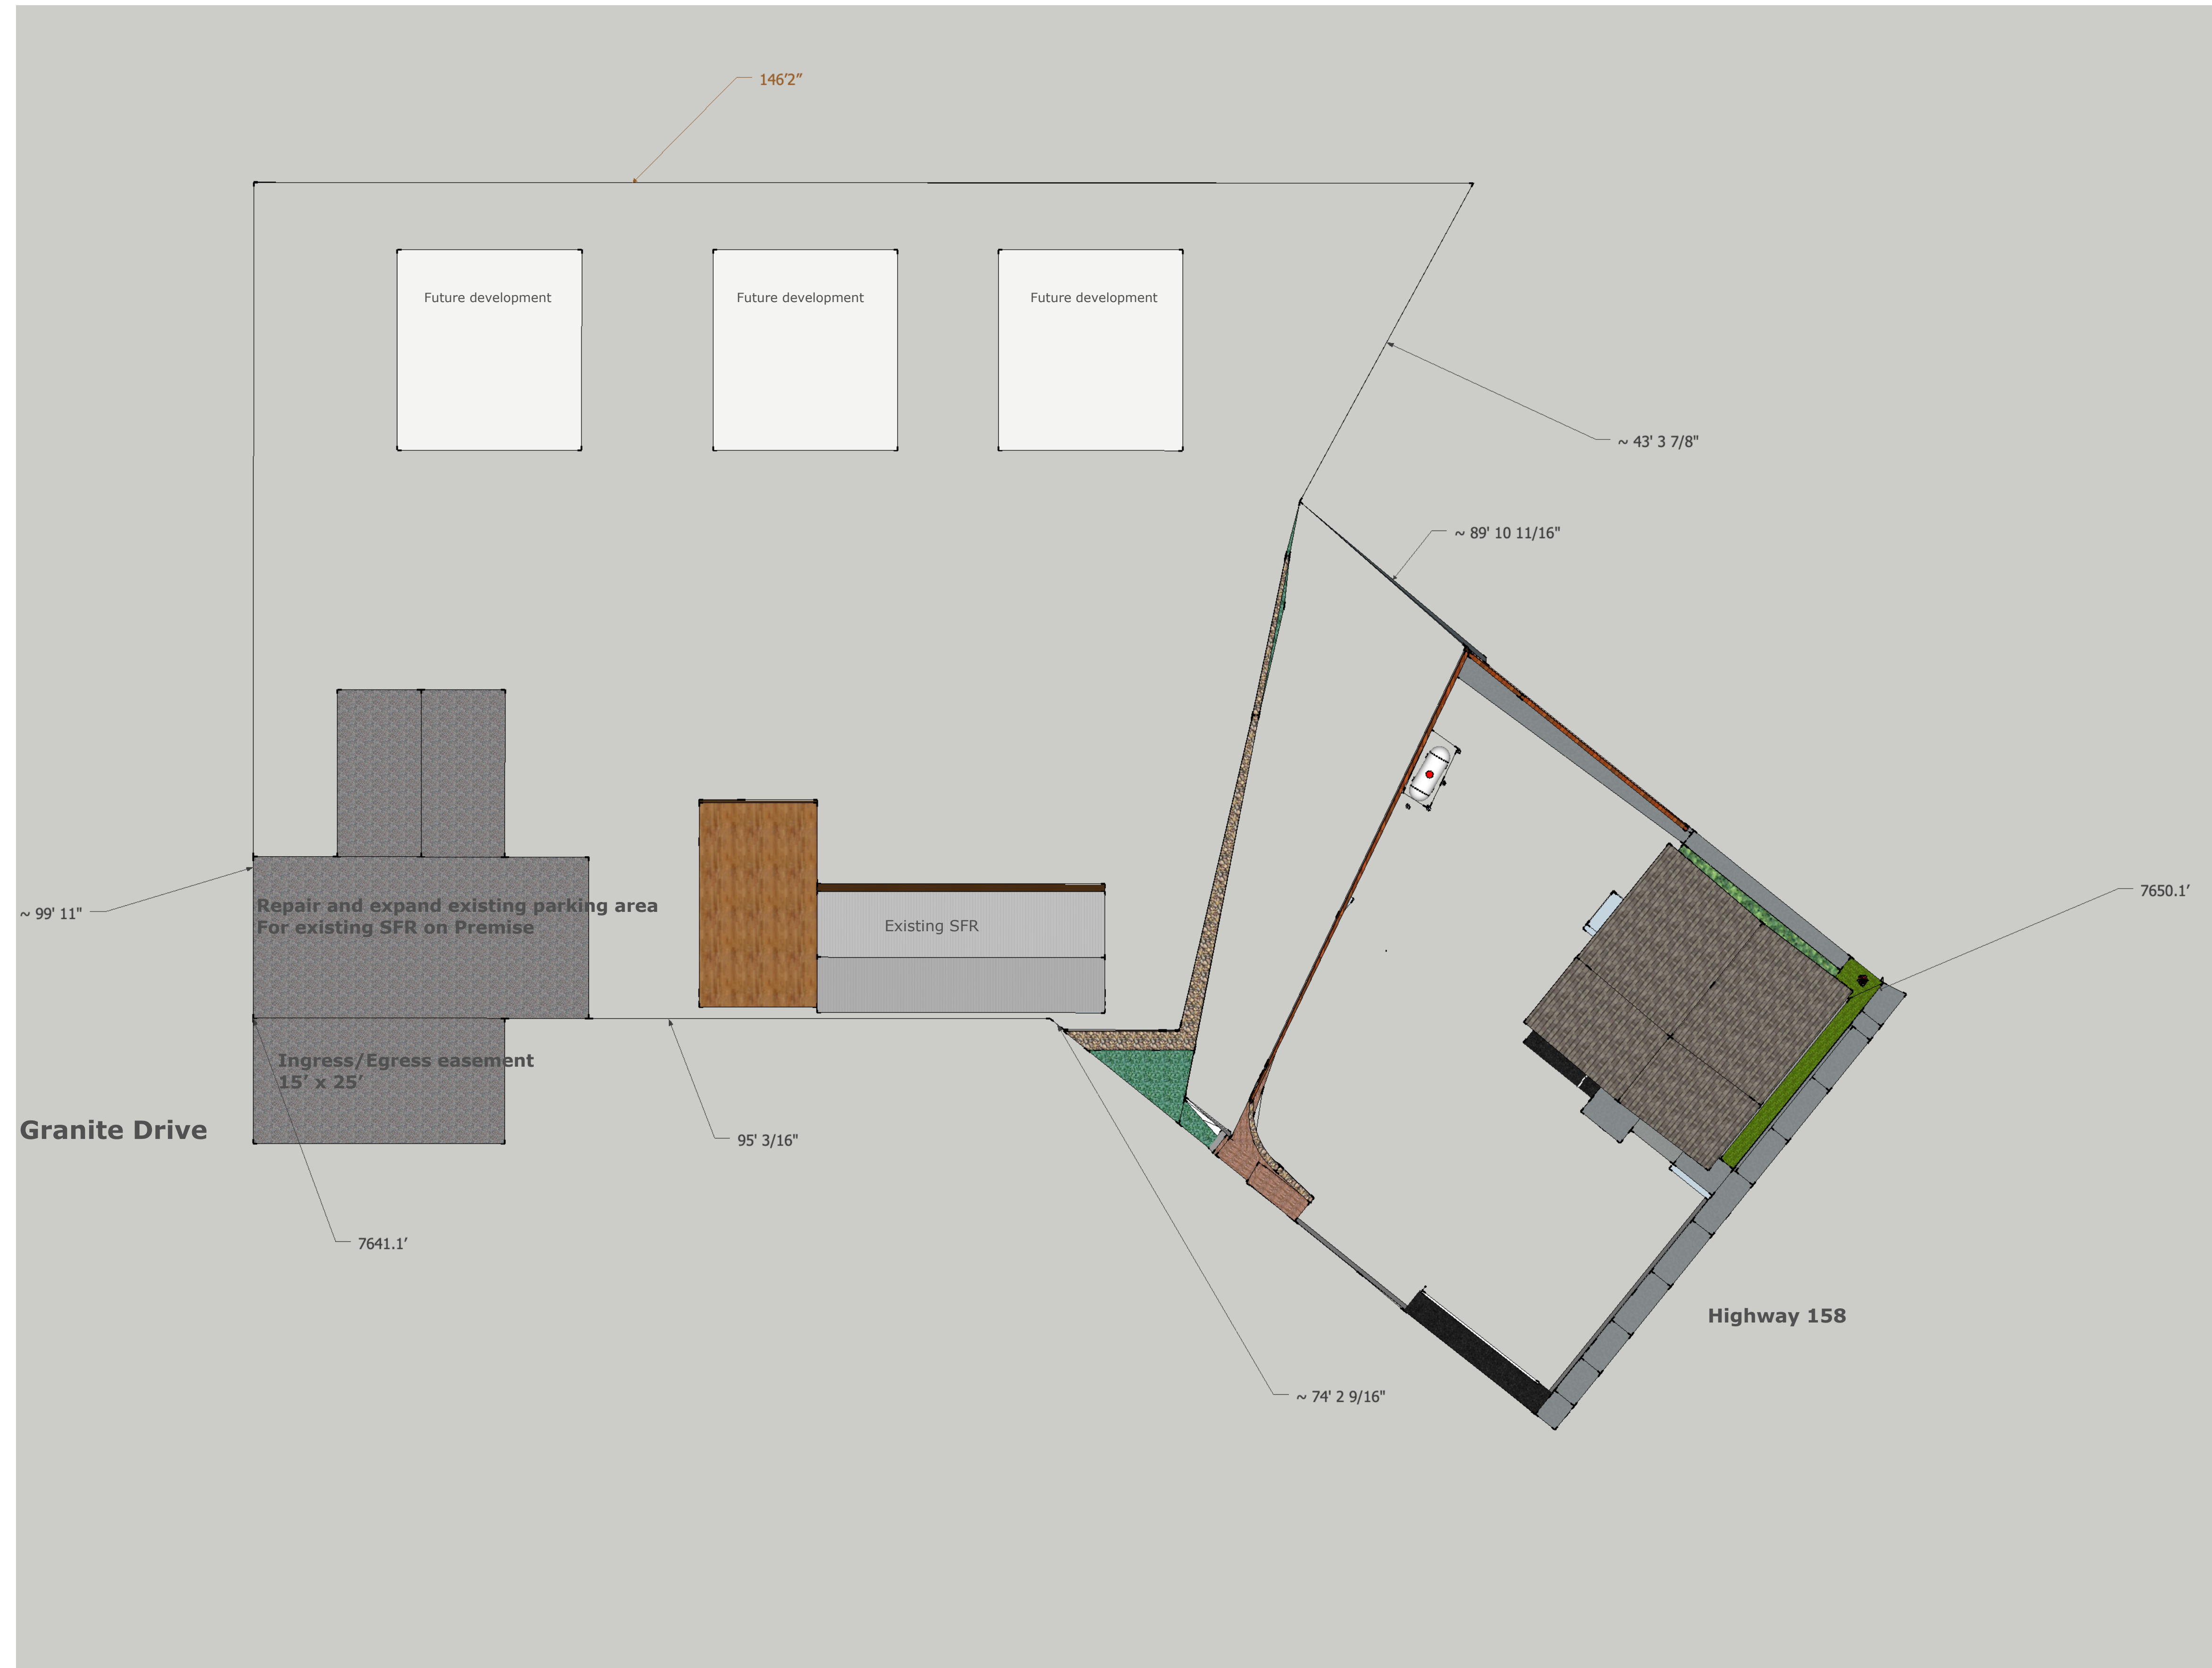 146'2"
Future development
Future development
Future development
~ 43' 3 7/8"
~ 89' 10 11/16"
7650.1'
~ 99' 11"
Repair and expand existing parking area
For existing SFR on Premise
Existing SFR
Ingress/Egress easement
15' x 25'
Granite Drive
95' 3/16"
7641.1'
Highway 158
~ 74' 2 9/16"